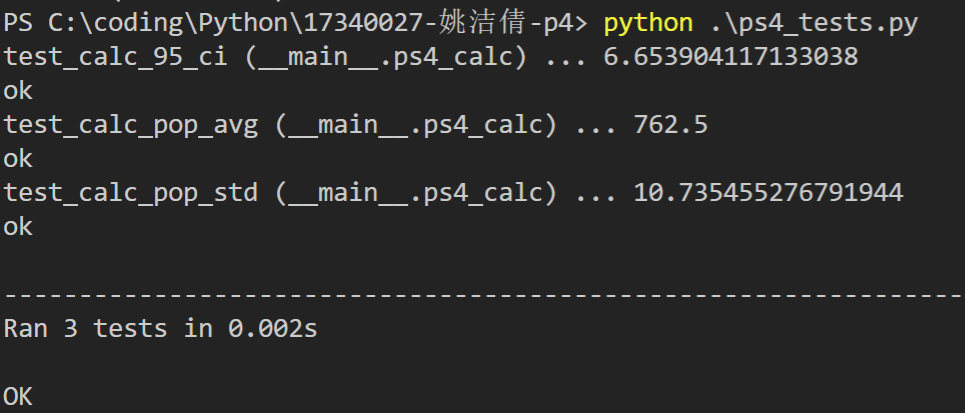 PS C:\coding\Python\17340027-姚洁倩-p4> python .\ps4_tests.py
test_calc_95_ci (__main__.ps4_calc) ... 6.653904117133038
ok
test_calc_pop_avg (__main__.ps4_calc) ... 762.5
ok
test_calc_pop_std (__main__.ps4_calc) ... 10.735455276791944
ok
----------------------------------------------------------------------
Ran 3 tests in 0.002s
OK